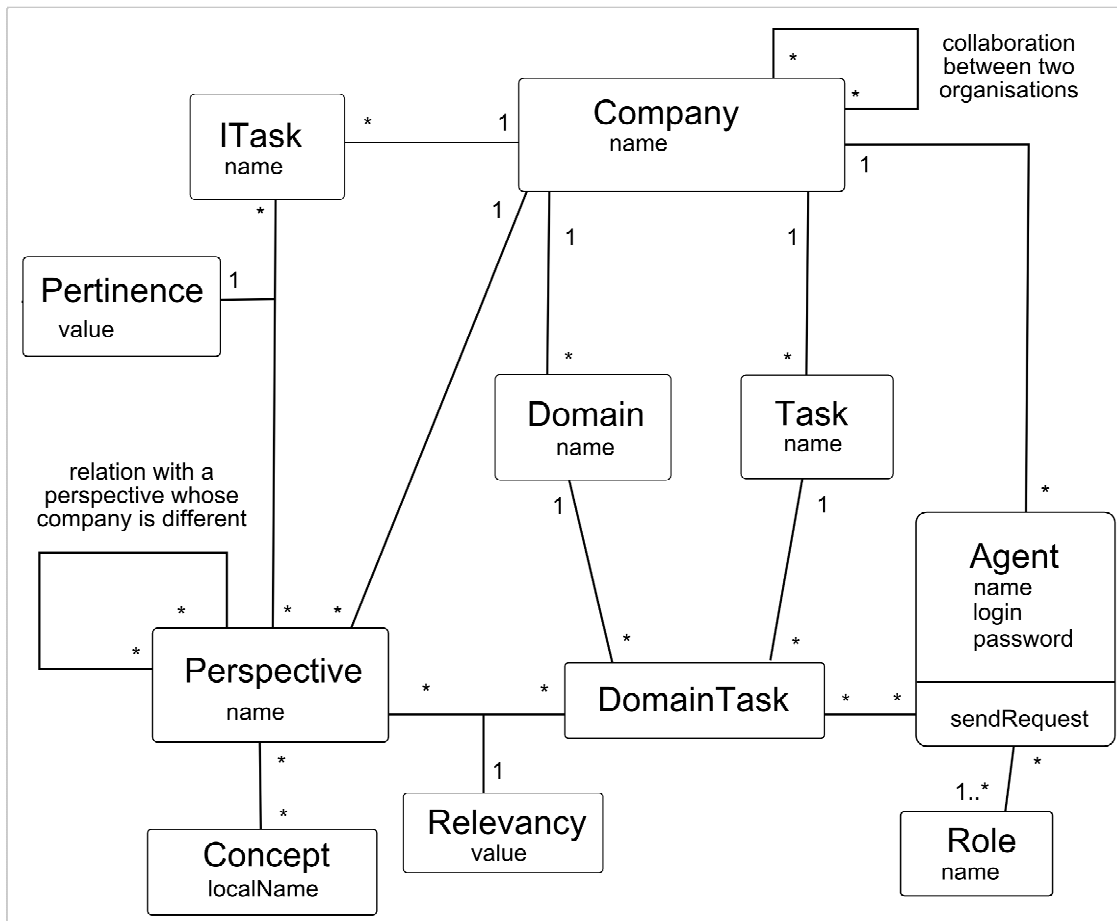 collaboration
between two
organisations
*
*
Company
name
ITask
name
*
1
1
*
1
1
1
Pertinence
value
1
*
*
Domain
name
Task
name
relation with a
perspective whose
company is different
1
1
*
Agent
name
login
password
sendRequest
*
*
*
*
*
*
Perspective
name
*
*
DomainTask
*
*
*
*
1
Relevancy
value
Concept
localName
*
1..*
Role
name